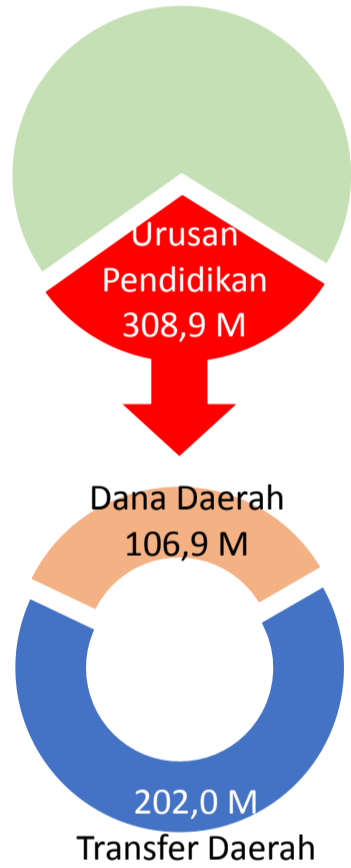 Urusan
Pendidikan
308,9 M
Dana Daerah
106,9 M
202,0 M
Transfer Daerah